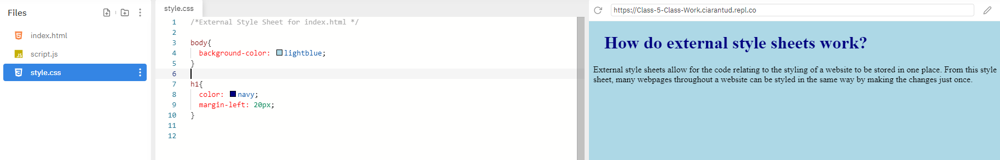 Files
index.html
JS script.js
style.css
style.css
1 /*External Style Sheet for index.html */
2
3 body{
4 background-color: lightblue;
5 }
6
7 h1{
8 color: navy;
9 margin-left: 20px;
10 }
11
12
https://Class-5-Class-Work.ciarantud.repl.co
How do external style sheets work?
External style sheets allow for the code relating to the styling of a website to be stored in one place. From this style
sheet, many webpages throughout a website can be styled in the same way by making the changes just once.